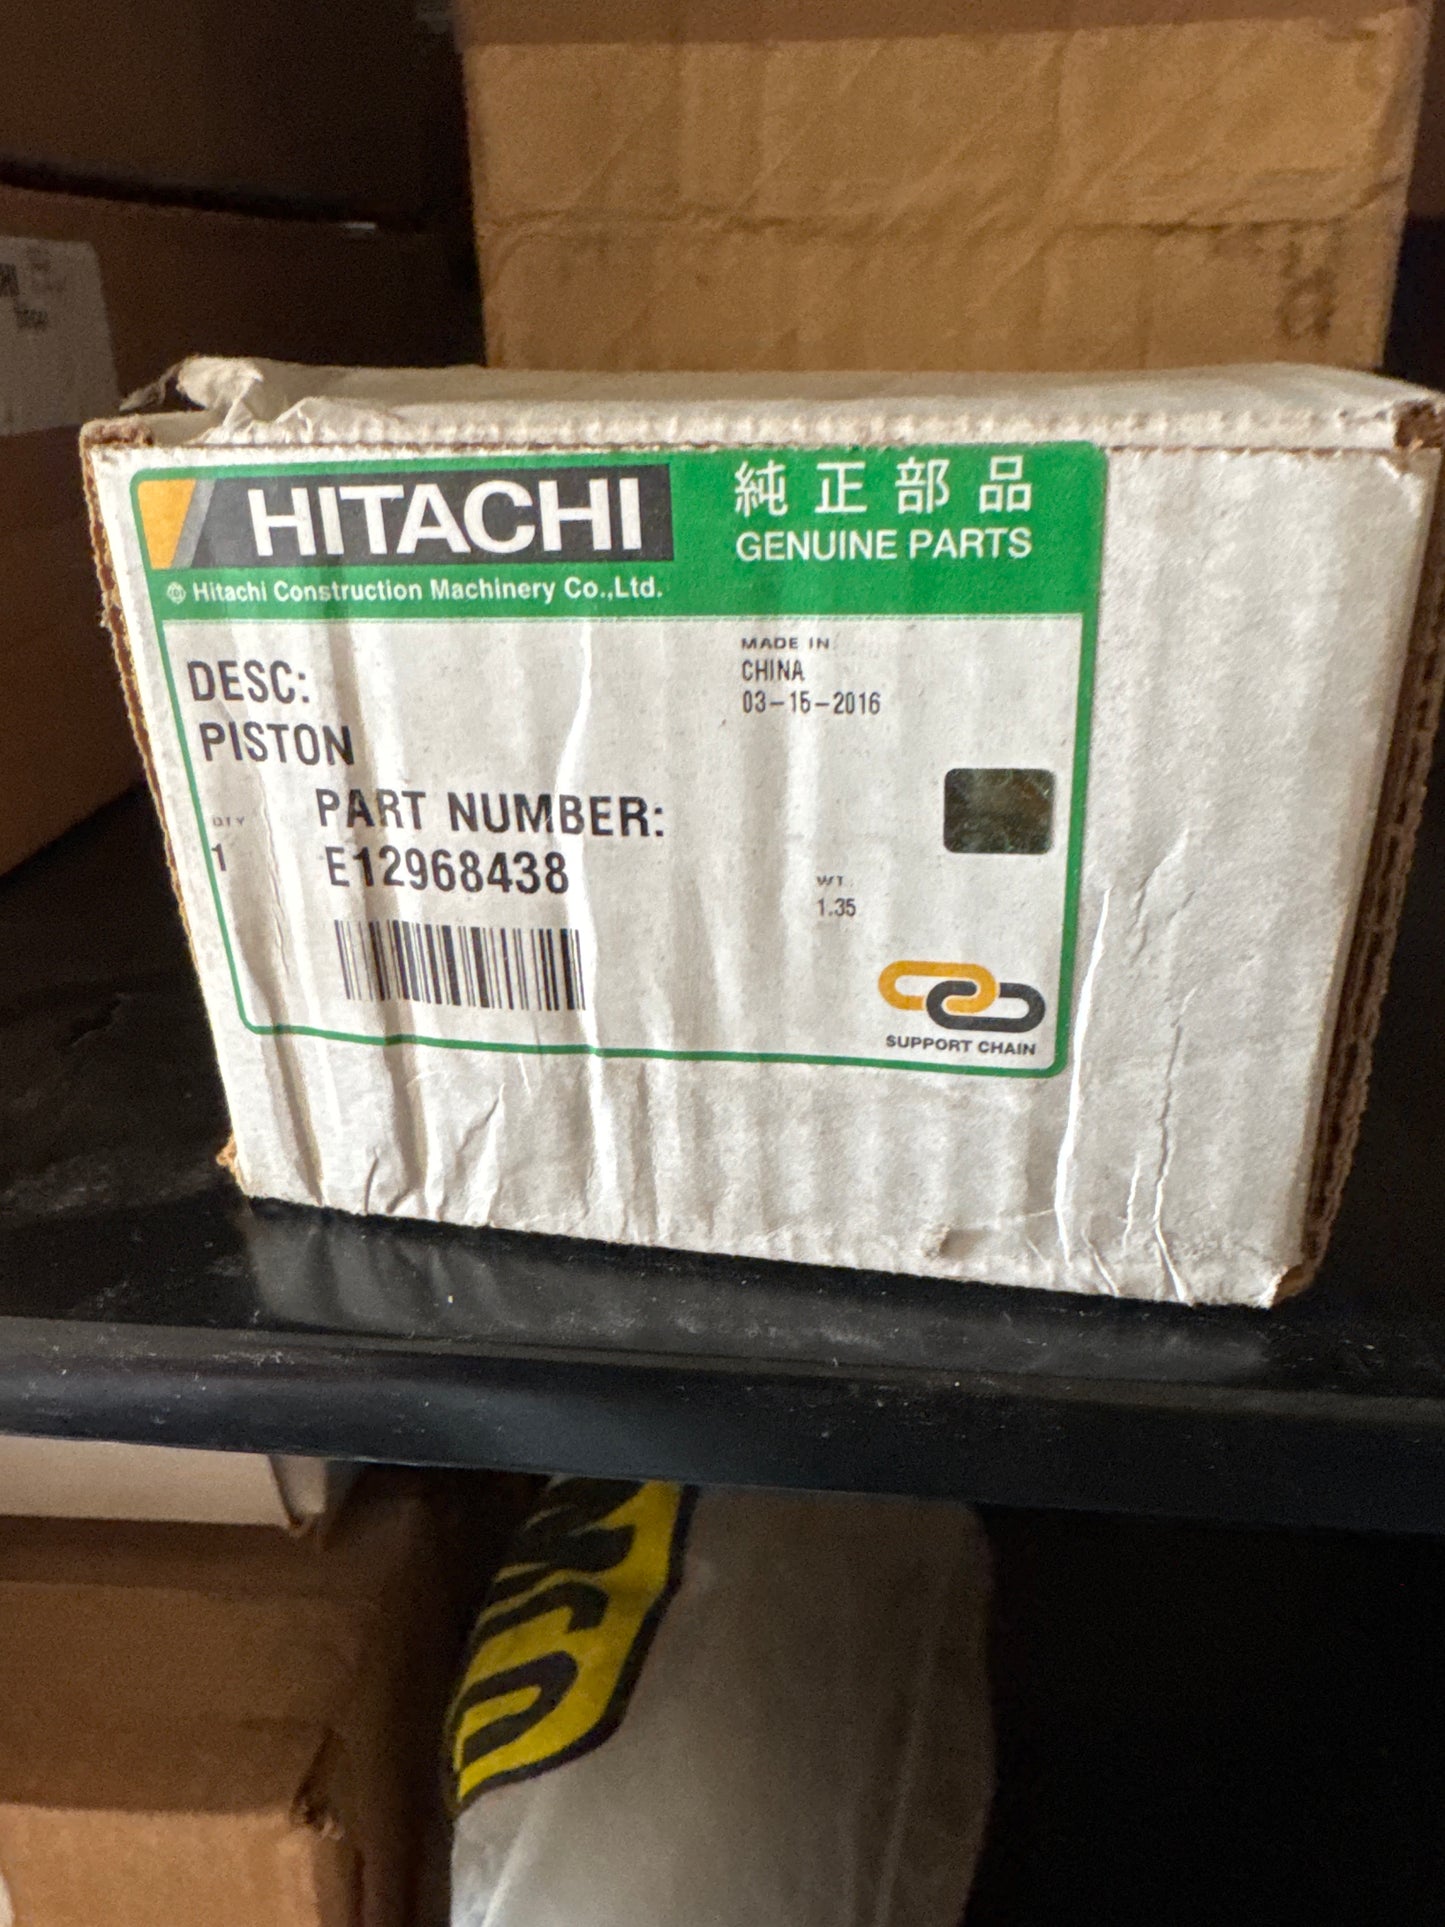 HITACHI
純正部品
GENUINE PARTS
Hitachi Construction Machinery Co.,Ltd.
DESC:
PISTON
MADE IN:
CHINA
03-15-2016
QTY
1
PART NUMBER:
E12968438
WT:
1.35
SUPPORT CHAIN